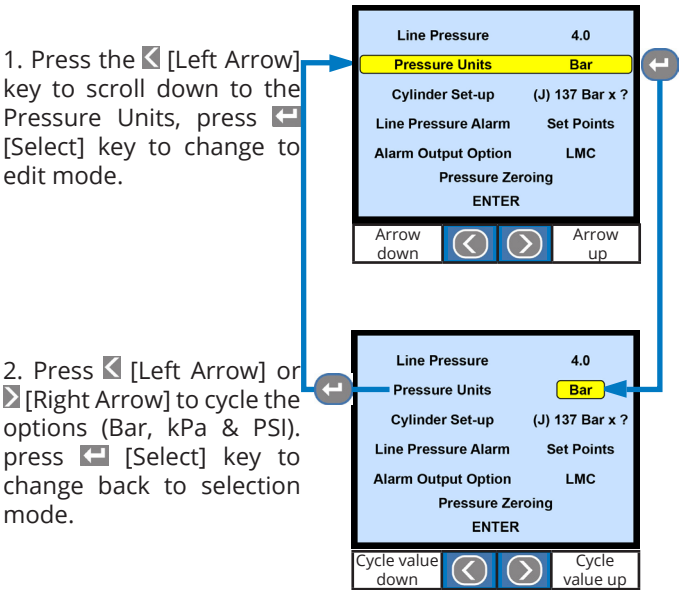 1. Press the [Left Arrow]
key to scroll down to the
Pressure Units, press
[Select] key to change to
edit mode.
Line Pressure 4.0
Pressure Units Bar
Cylinder Set-up (J) 137 Bar x ?
Line Pressure Alarm Set Points
Alarm Output Option LMC
Pressure Zeroing
ENTER
Arrow
down
Arrow
up
2. Press [Left Arrow] or
[Right Arrow] to cycle the
options (Bar, kPa & PSI).
press [Select] key to
change back to selection
mode.
Line Pressure 4.0
Pressure Units Bar
Cylinder Set-up (J) 137 Bar x ?
Line Pressure Alarm Set Points
Alarm Output Option LMC
Pressure Zeroing
ENTER
Cycle value
down
Cycle
value up